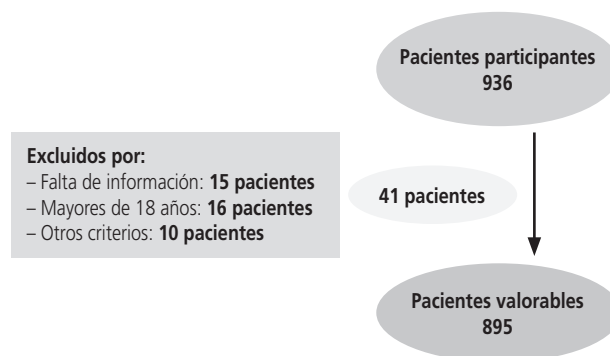 Pacientes participantes
936
Excluidos por:
– Falta de información: 15 pacientes
– Mayores de 18 años: 16 pacientes
– Otros criterios: 10 pacientes
41 pacientes
Pacientes valorables
895